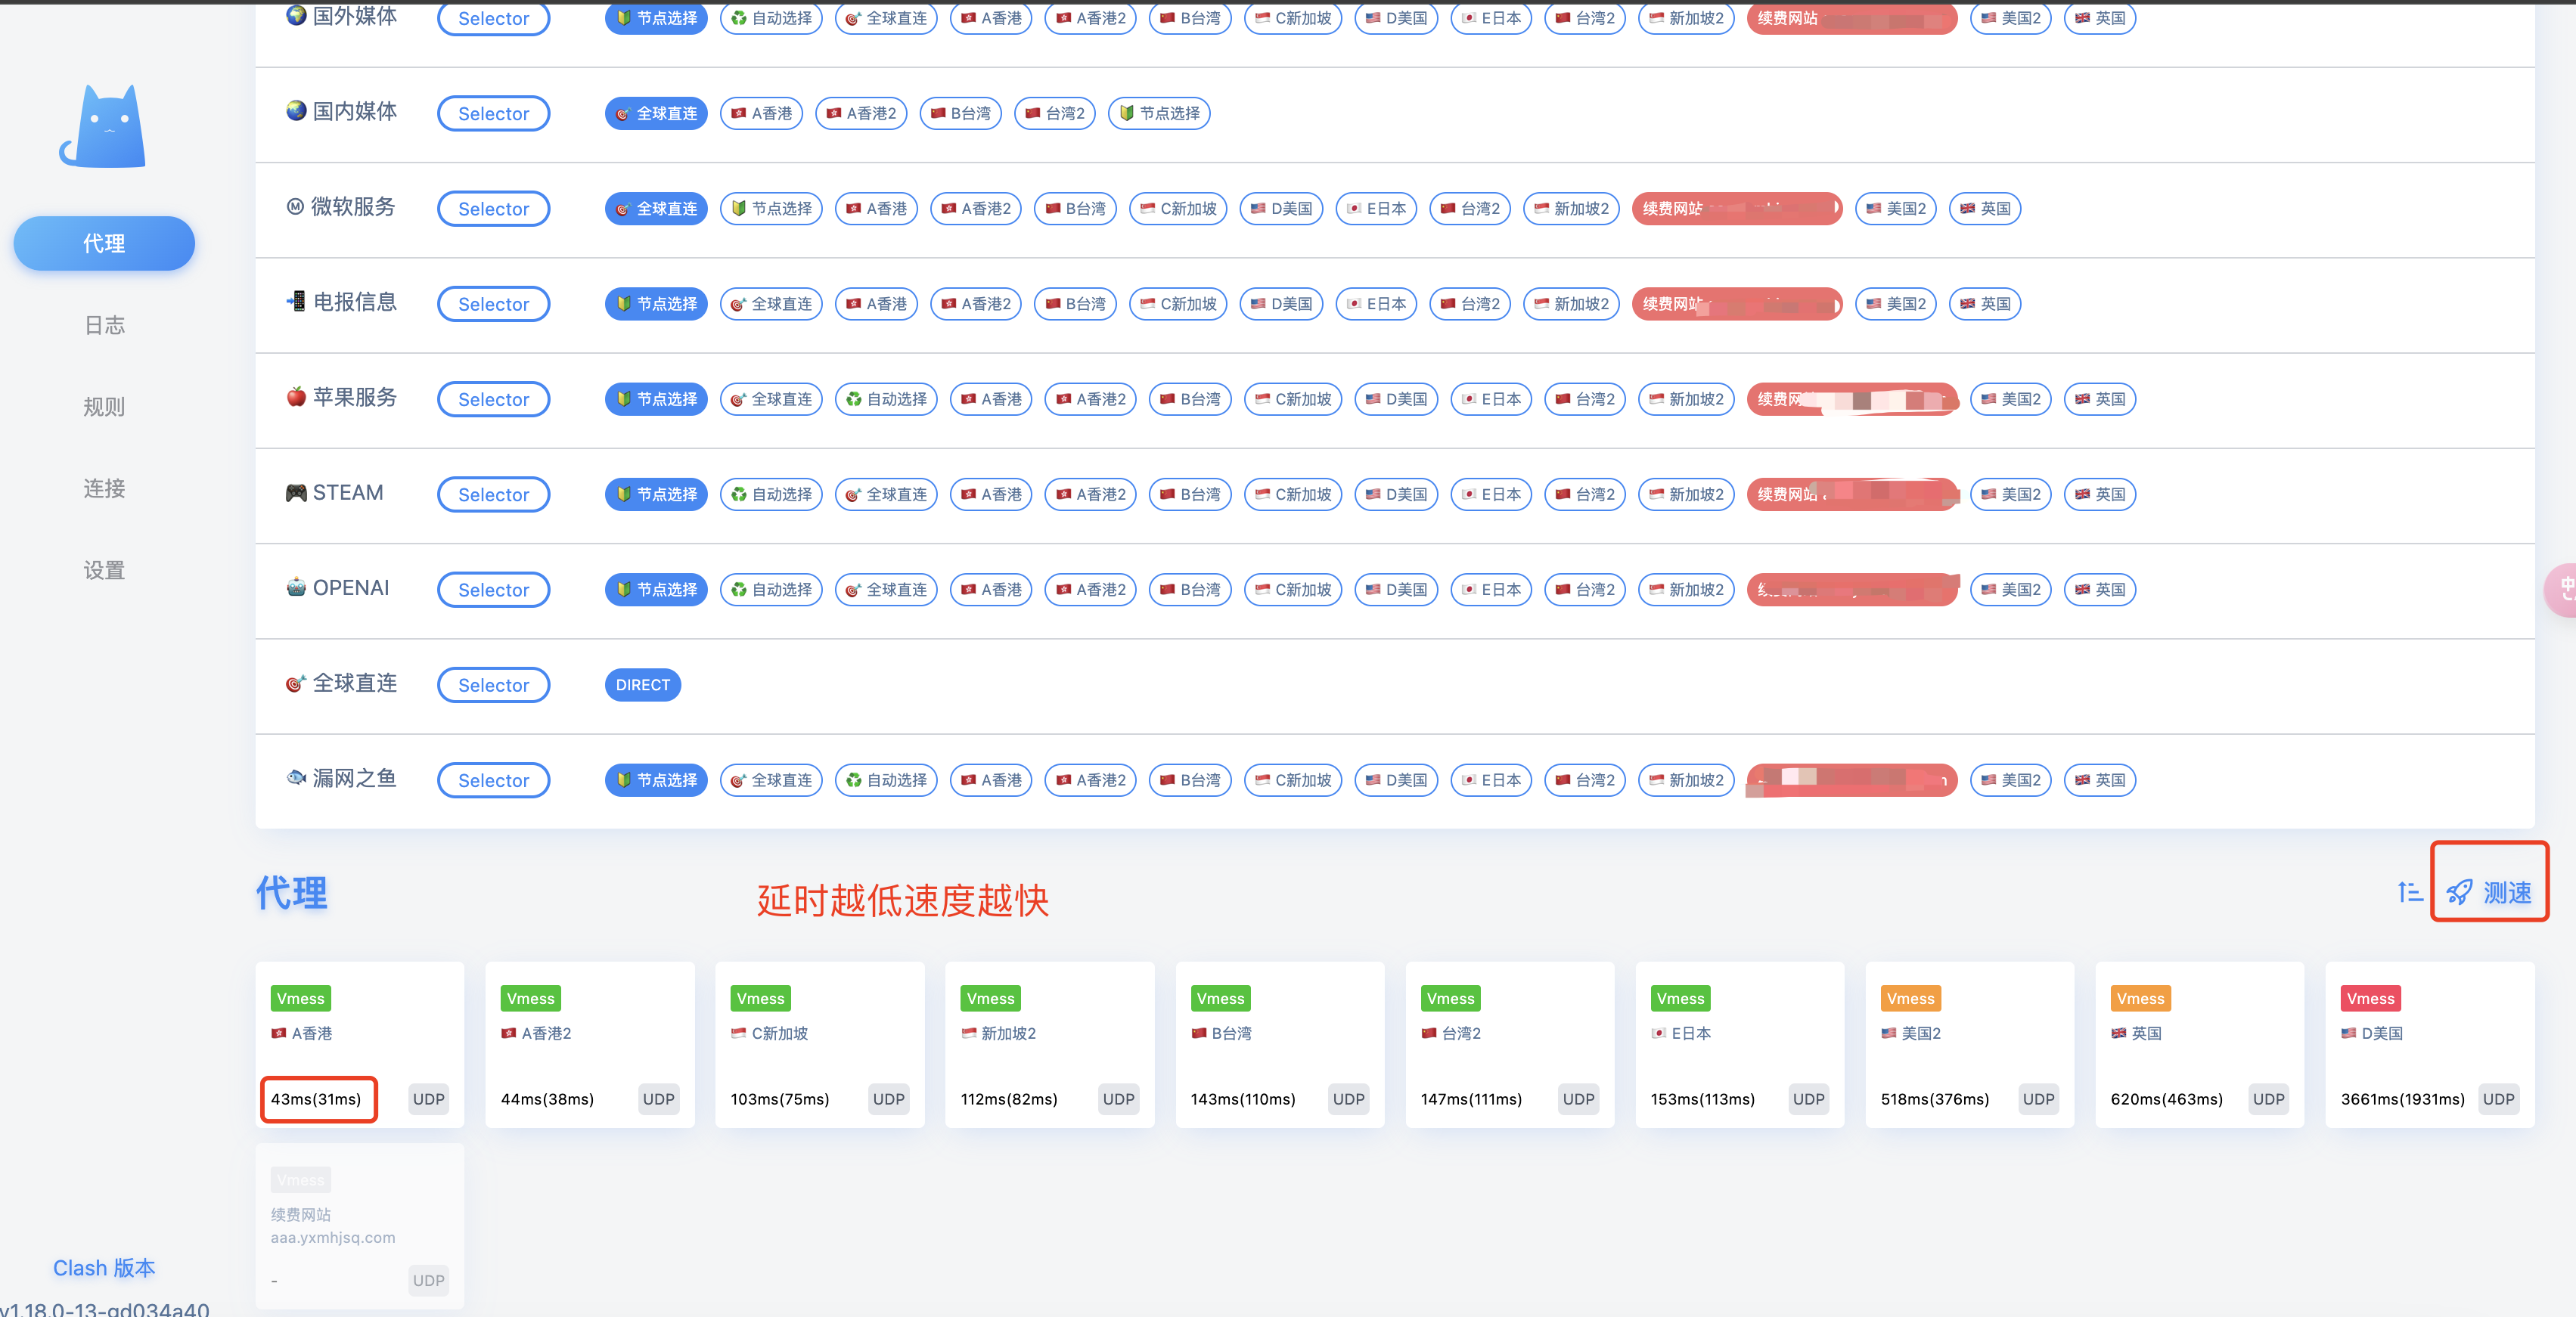 国外媒体 Selector 节点选择 自动选择 全球直连 A香港 A香港2 B台湾 C新加坡 D美国 E日本 台湾2 新加坡2 续费网站 美国2 英国
国内媒体 Selector 全球直连 A香港 A香港2 B台湾 台湾2 节点选择
代理
日志
规则
连接
设置
Ⓜ 微软服务 Selector 全球直连 节点选择 A香港 A香港2 B台湾 C新加坡 D美国 E日本 台湾2 新加坡2 续费网站 美国2 英国
电报信息 Selector 节点选择 全球直连 A香港 A香港2 B台湾 C新加坡 D美国 E日本 台湾2 新加坡2 续费网站 美国2 英国
苹果服务 Selector 节点选择 全球直连 自动选择 A香港 A香港2 B台湾 C新加坡 D美国 E日本 台湾2 新加坡2 续费 美国2 英国
STEAM Selector 节点选择 自动选择 全球直连 A香港 A香港2 B台湾 C新加坡 D美国 E日本 台湾2 新加坡2 续费网站 美国2 英国
OPENAI Selector 节点选择 自动选择 全球直连 A香港 A香港2 B台湾 C新加坡 D美国 E日本 台湾2 新加坡2 美国2 英国
全球直连 Selector DIRECT
漏网之鱼 Selector 节点选择 全球直连 自动选择 A香港 A香港2 B台湾 C新加坡 D美国 E日本 台湾2 新加坡2 美国2 英国
代理 延时越低速度越快 测速
Vmess Vmess Vmess Vmess Vmess Vmess Vmess Vmess Vmess Vmess
A香港 A香港2 C新加坡 新加坡2 B台湾 台湾2 E日本 美国2 英国 D美国
43ms(31ms) UDP 44ms(38ms) UDP 103ms(75ms) UDP 112ms(82ms) UDP 143ms(110ms) UDP 147ms(111ms) UDP 153ms(113ms) UDP 518ms(376ms) UDP 620ms(463ms) UDP 3661ms(1931ms) UDP
Vmess
续费网站
aaa.yxmhjsq.com
- UDP
Clash 版本
v1.18.0-13-gd034a40